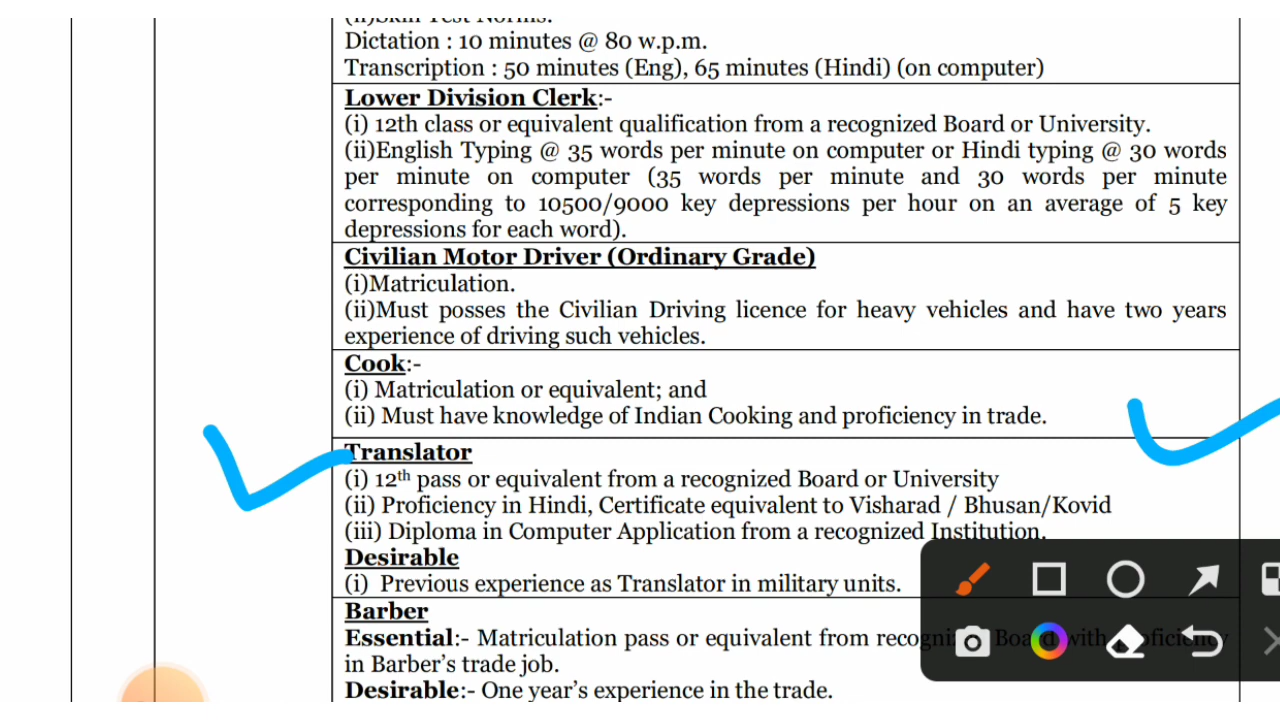 (ii)Skill Test Norms.
Dictation : 10 minutes @ 80 w.p.m.
Transcription : 50 minutes (Eng), 65 minutes (Hindi) (on computer)
Lower Division Clerk:-
(i) 12th class or equivalent qualification from a recognized Board or University.
(ii)English Typing @ 35 words per minute on computer or Hindi typing @ 30 words
per minute on computer (35 words per minute and 30 words per minute
corresponding to 10500/9000 key depressions per hour on an average of 5 key
depressions for each word).
Civilian Motor Driver (Ordinary Grade)
(i)Matriculation.
(ii)Must posses the Civilian Driving licence for heavy vehicles and have two years
experience of driving such vehicles.
Cook:-
(i) Matriculation or equivalent; and
(ii) Must have knowledge of Indian Cooking and proficiency in trade.
Translator
(i) 12th pass or equivalent from a recognized Board or University
(ii) Proficiency in Hindi, Certificate equivalent to Visharad / Bhusan/Kovid
(iii) Diploma in Computer Application from a recognized Institution.
Desirable
(i) Previous experience as Translator in military units.
Barber
Essential:- Matriculation pass or equivalent from recognized Board with proficiency
in Barber's trade job.
Desirable:- One year's experience in the trade.